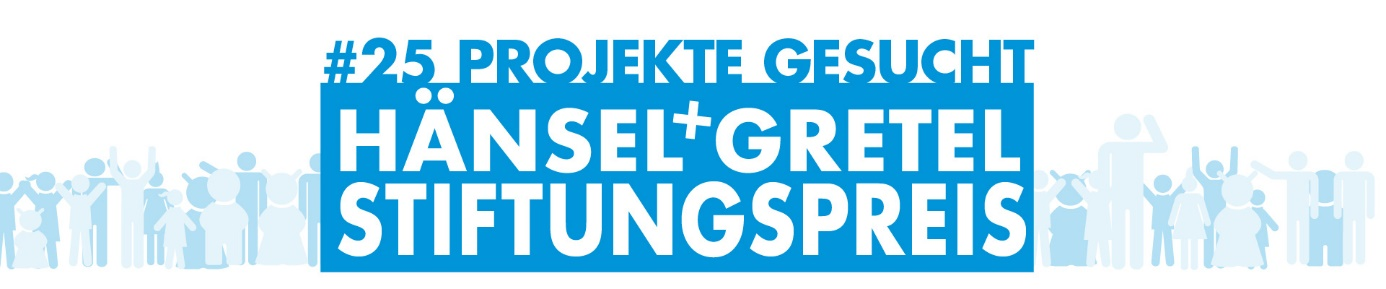 #25 PROJEKTE GESUCHT
HÄNSEL+GRETEL
STIFTUNGSPREIS